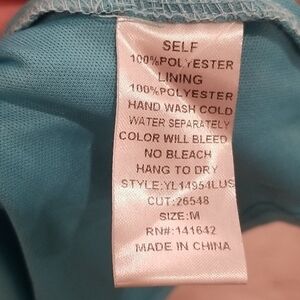 SELF
100%POLYESTER
LINING
100%POLYESTER
HAND WASH COLD
WATER SEPARATELY
COLOR WILL BLEED
NO BLEACH
HANG TO DRY
STYLE:YL14954LUS
CUT:26548
SIZE:M
RN#:141642
MADE IN CHINA